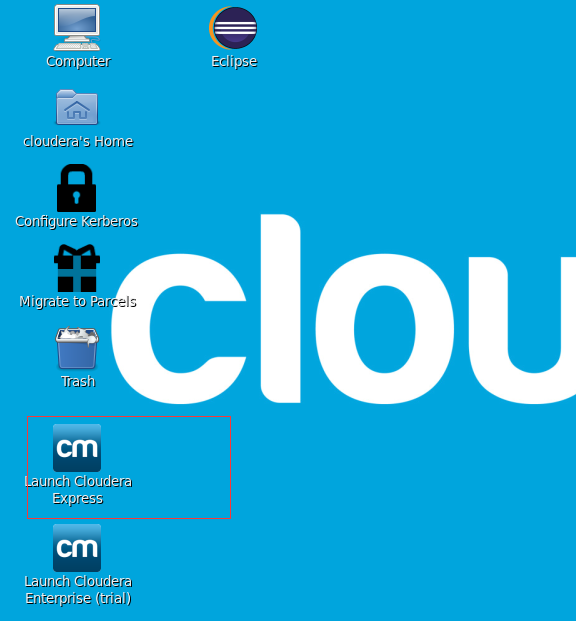 Computer
Eclipse
cloudera's Home
Configure Kerberos
Migrate to Parcels
Trash
clou
cm
Launch Cloudera
Express
cm
Launch Cloudera
Enterprise (trial)